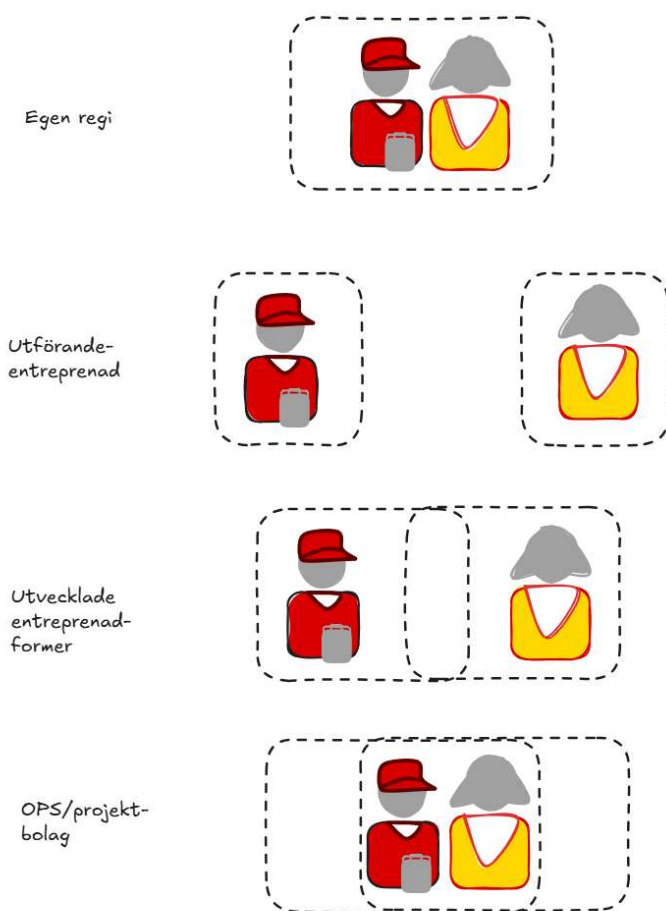 Egen regi
Utförande-
entreprenad
Utvecklade
entreprenad-
former
OPS/projekt-
bolag